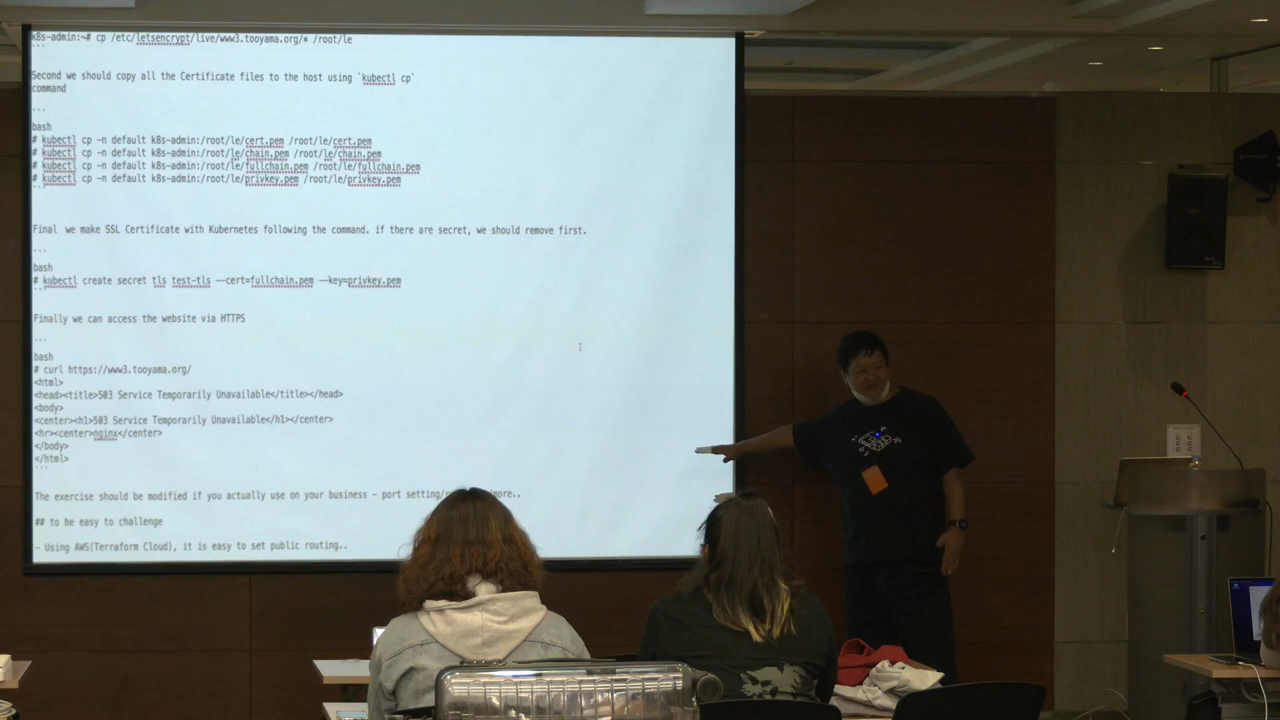 k8s-admin:~# cp /etc/letsencrypt/live/www3.tooyama.org/* /root/le
```
Second we should copy all the Certificate files to the host using `kubectl cp`
command
```
bash
# kubectl cp -n default k8s-admin:/root/le/cert.pem /root/le/cert.pem
# kubectl cp -n default k8s-admin:/root/le/chain.pem /root/le/chain.pem
# kubectl cp -n default k8s-admin:/root/le/fullchain.pem /root/le/fullchain.pem
# kubectl cp -n default k8s-admin:/root/le/privkey.pem /root/le/privkey.pem
```
Final  we make SSL Certificate with Kubernetes following the command. if there are secret, we should remove first.
```
bash
# kubectl create secret tls test-tls --cert=fullchain.pem --key=privkey.pem
```
Finally we can access the website via HTTPS
```
bash
# curl https://www3.tooyama.org/
<html>
<head><title>503 Service Temporarily Unavailable</title></head>
<body>
<center><h1>503 Service Temporarily Unavailable</h1></center>
<hr><center>nginx</center>
</body>
</html>
```
The exercise should be modified if you actually use on your business - port setting/ /more..
## to be easy to challenge
- Using AWS(Terraform Cloud), it is easy to set public routing..